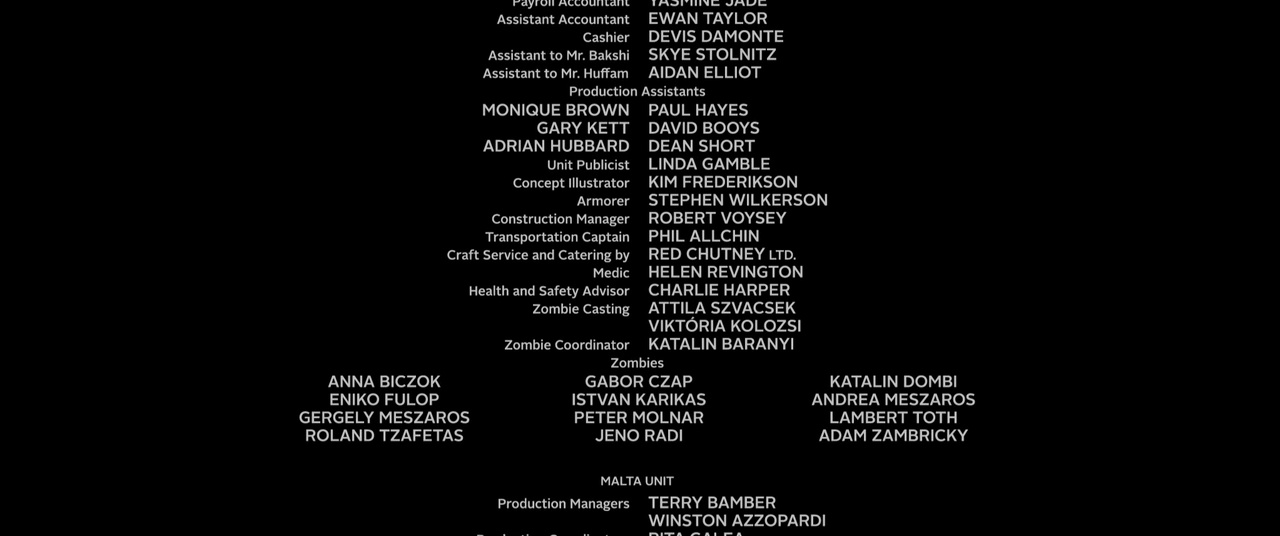 Payroll Accountant YASMINE JADE
Assistant Accountant EWAN TAYLOR
Cashier DEVIS DAMONTE
Assistant to Mr. Bakshi SKYE STOLNITZ
Assistant to Mr. Huffam AIDAN ELLIOT
Production Assistants
MONIQUE BROWN PAUL HAYES
GARY KETT DAVID BOOYS
ADRIAN HUBBARD DEAN SHORT
Unit Publicist LINDA GAMBLE
Concept Illustrator KIM FREDERIKSON
Armorer STEPHEN WILKERSON
Construction Manager ROBERT VOYSEY
Transportation Captain PHIL ALLCHIN
Craft Service and Catering by RED CHUTNEY LTD.
Medic HELEN REVINGTON
Health and Safety Advisor CHARLIE HARPER
Zombie Casting ATTILA SZVACSEK
VIKTÓRIA KOLOZSI
Zombie Coordinator KATALIN BARANYI
Zombies
ANNA BICZOK GABOR CZAP KATALIN DOMBI
ENIKO FULOP ISTVAN KARIKAS ANDREA MESZAROS
GERGELY MESZAROS PETER MOLNAR LAMBERT TOTH
ROLAND TZAFETAS JENO RADI ADAM ZAMBRICKY
MALTA UNIT
Production Managers TERRY BAMBER
WINSTON AZZOPARDI
RITA GALEA